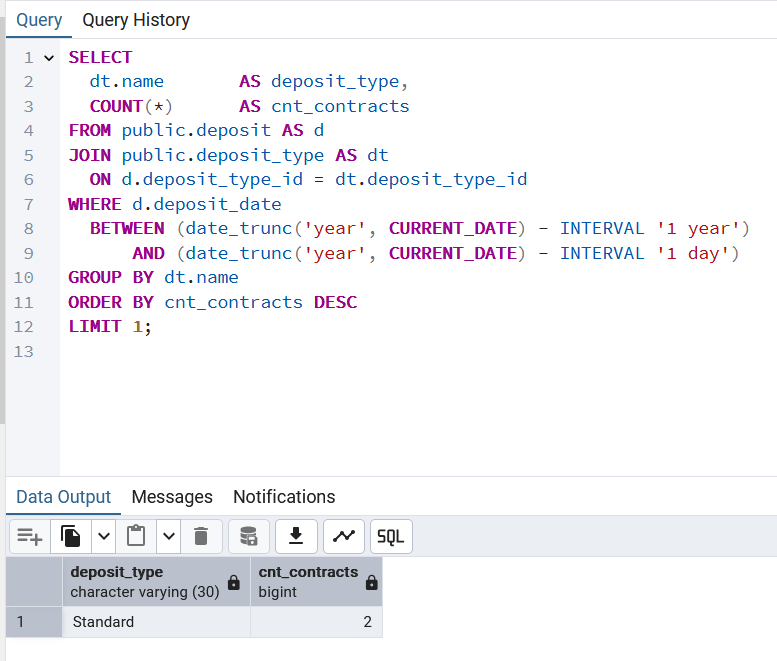 Query Query History
1 SELECT
2 dt.name AS deposit_type,
3 COUNT(*) AS cnt_contracts
4 FROM public.deposit AS d
5 JOIN public.deposit_type AS dt
6 ON d.deposit_type_id = dt.deposit_type_id
7 WHERE d.deposit_date
8 BETWEEN (date_trunc('year', CURRENT_DATE) - INTERVAL '1 year')
9 AND (date_trunc('year', CURRENT_DATE) - INTERVAL '1 day')
10 GROUP BY dt.name
11 ORDER BY cnt_contracts DESC
12 LIMIT 1;
13
Data Output Messages Notifications
SQL
deposit_type cnt_contracts
character varying (30) bigint
1 Standard 2